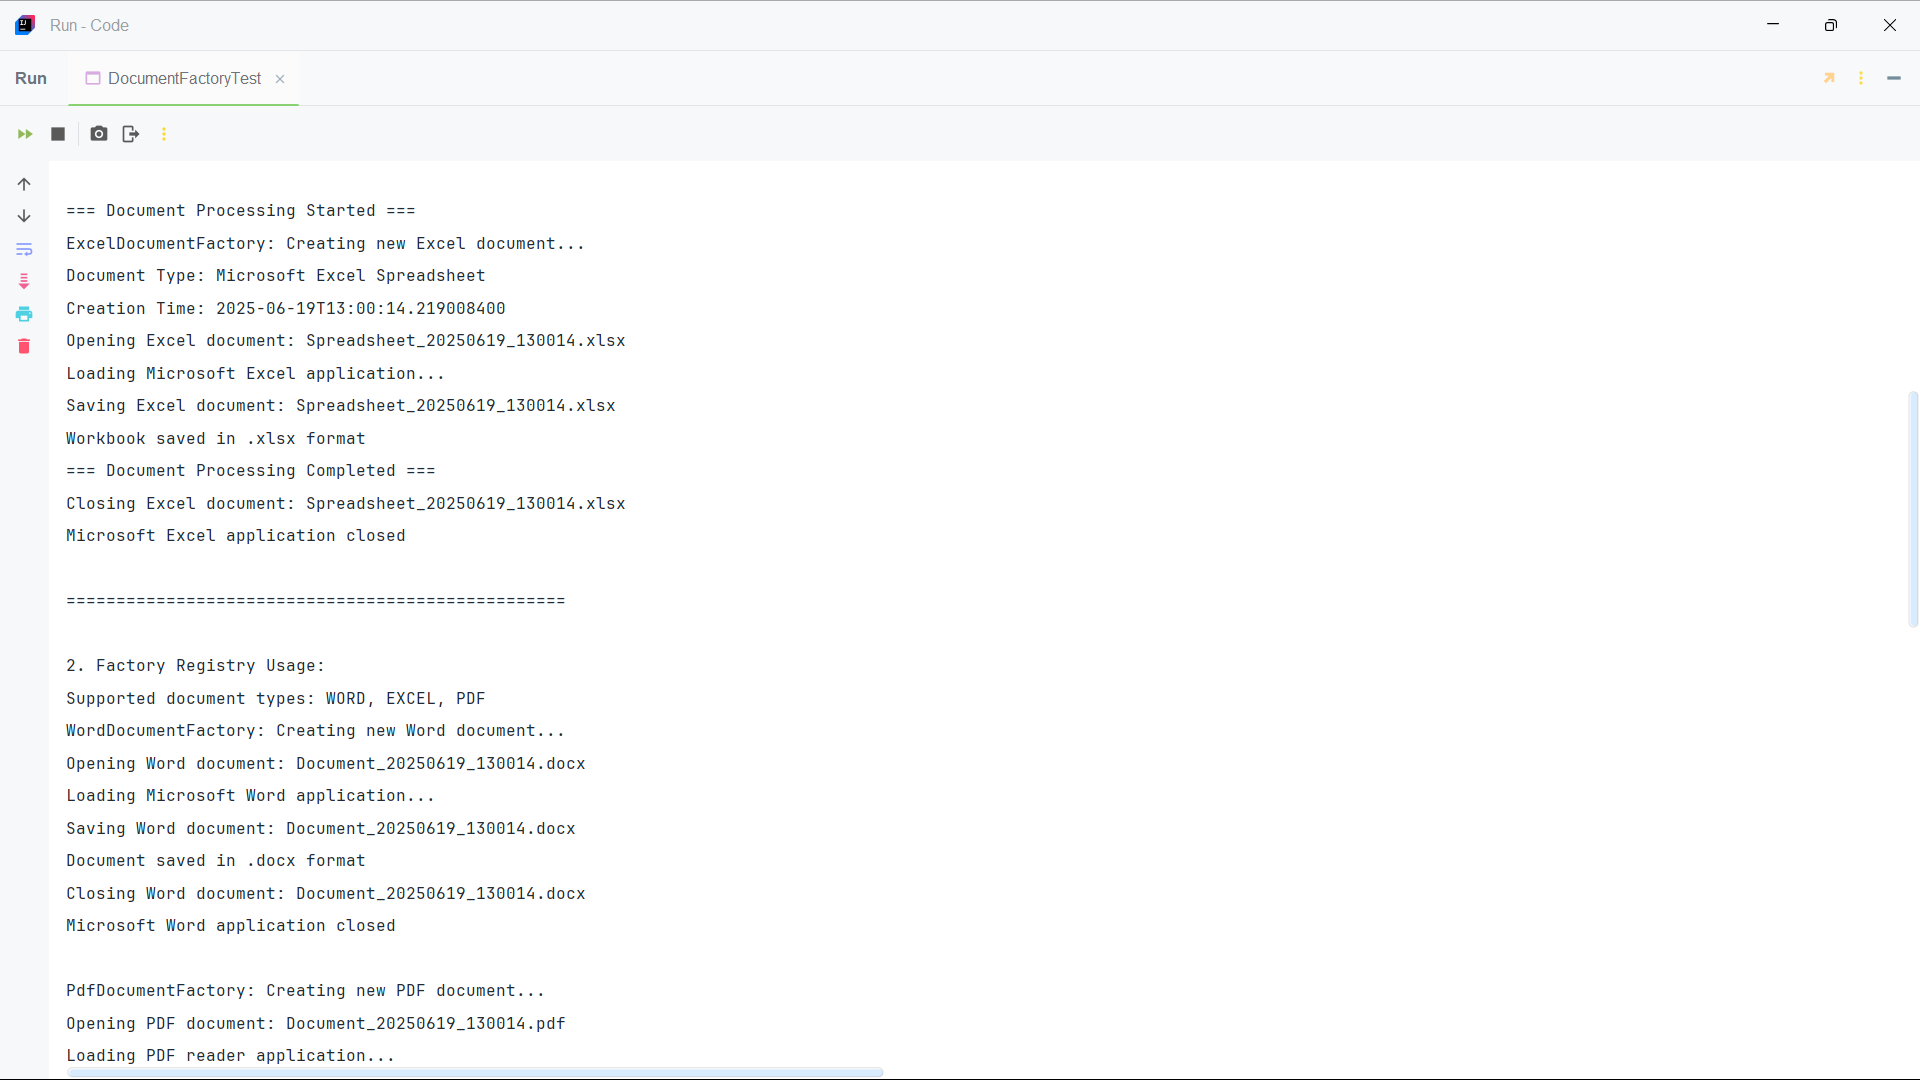 Run - Code
Run
DocumentFactoryTest
=== Document Processing Started ===
ExcelDocumentFactory: Creating new Excel document...
Document Type: Microsoft Excel Spreadsheet
Creation Time: 2025-06-19T13:00:14.219008400
Opening Excel document: Spreadsheet_20250619_130014.xlsx
Loading Microsoft Excel application...
Saving Excel document: Spreadsheet_20250619_130014.xlsx
Workbook saved in .xlsx format
=== Document Processing Completed ===
Closing Excel document: Spreadsheet_20250619_130014.xlsx
Microsoft Excel application closed
==================================================
2. Factory Registry Usage:
Supported document types: WORD, EXCEL, PDF
WordDocumentFactory: Creating new Word document...
Opening Word document: Document_20250619_130014.docx
Loading Microsoft Word application...
Saving Word document: Document_20250619_130014.docx
Document saved in .docx format
Closing Word document: Document_20250619_130014.docx
Microsoft Word application closed
PdfDocumentFactory: Creating new PDF document...
Opening PDF document: Document_20250619_130014.pdf
Loading PDF reader application...